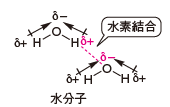 δ+ δ−
H O H δ+
水素結合
δ+ δ−
H O H δ+
水分子